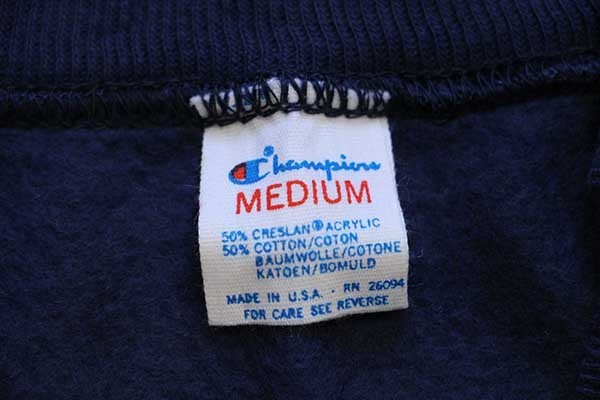 Champion
MEDIUM
50% CRESLAN® ACRYLIC
50% COTTON/COTON
BAUMWOLLE/COTONE
KATOEN/BOMULD
MADE IN U.S.A. · RN 26094
FOR CARE SEE REVERSE